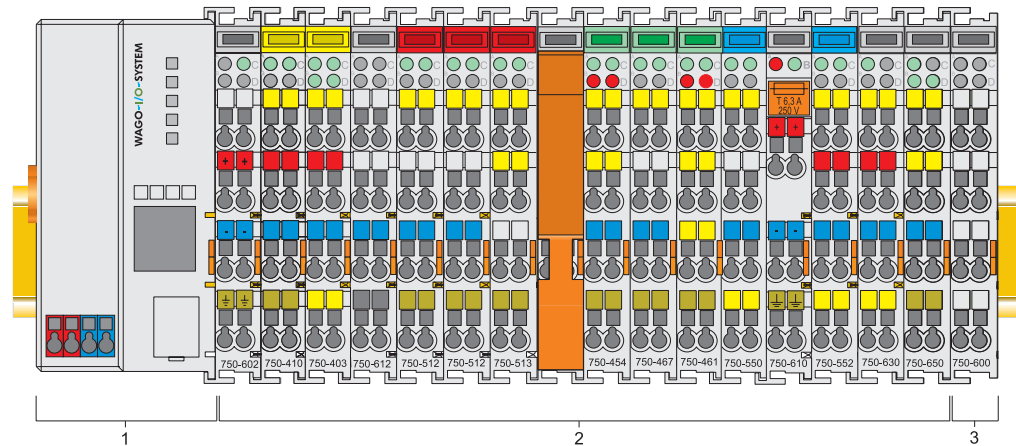 WAGO-I/O-SYSTEM
C C C C C C C C C C C B C C C C
D D D D D D D D D D D D D D D
T 6,3 A
250 V
+ + + +
+ +
- - - -
750-602 750-410 750-403 750-612 750-512 750-512 750-513 750-454 750-467 750-461 750-550 750-610 750-552 750-630 750-650 750-600
1 2 3